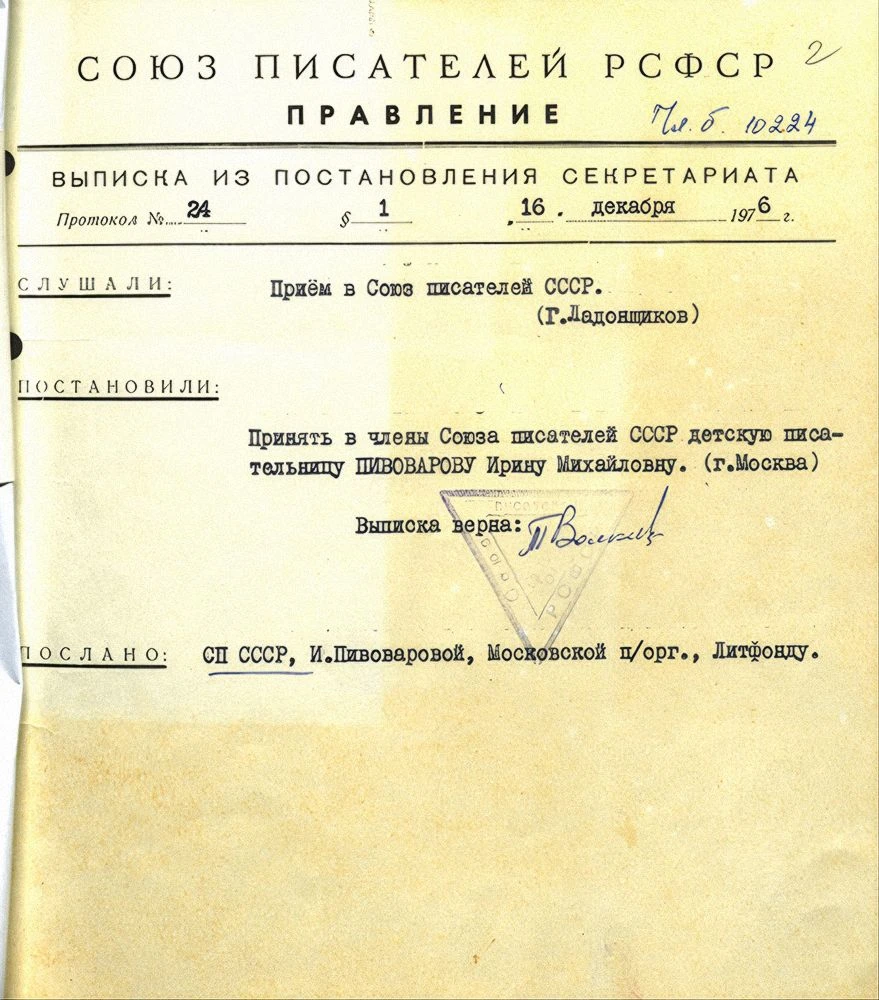 2
СОЮЗ ПИСАТЕЛЕЙ РСФСР
ПРАВЛЕНИЕ
Чл. б. 10224
ВЫПИСКА ИЗ ПОСТАНОВЛЕНИЯ СЕКРЕТАРИАТА
Протокол № 24 § 1 16. декабря 1976 г.
СЛУШАЛИ: Приём в Союз писателей СССР.
(Г.Ладонщиков)
ПОСТАНОВИЛИ:
Принять в члены Союза писателей СССР детскую писа-
тельницу ПИВОВАРОВУ Ирину Михайловну. (г.Москва)
Выписка верна:
РСФСР
ПОСЛАНО: СП СССР, И.Пивоваровой, Московской п/орг., Литфонду.